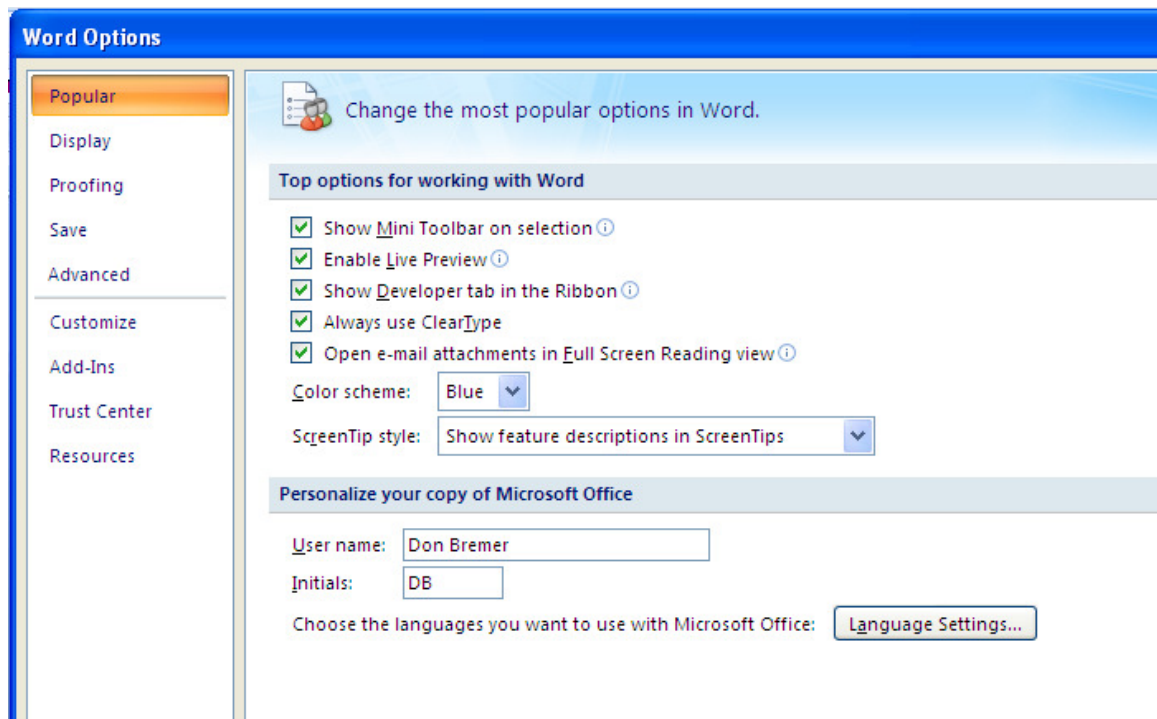 Word Options
Popular
Display
Proofing
Save
Advanced
Customize
Add-Ins
Trust Center
Resources
Change the most popular options in Word.
Top options for working with Word
Show Mini Toolbar on selection
Enable Live Preview
Show Developer tab in the Ribbon
Always use ClearType
Open e-mail attachments in Full Screen Reading view
Color scheme: Blue
ScreenTip style: Show feature descriptions in ScreenTips
Personalize your copy of Microsoft Office
User name: Don Bremer
Initials: DB
Choose the languages you want to use with Microsoft Office: Language Settings...